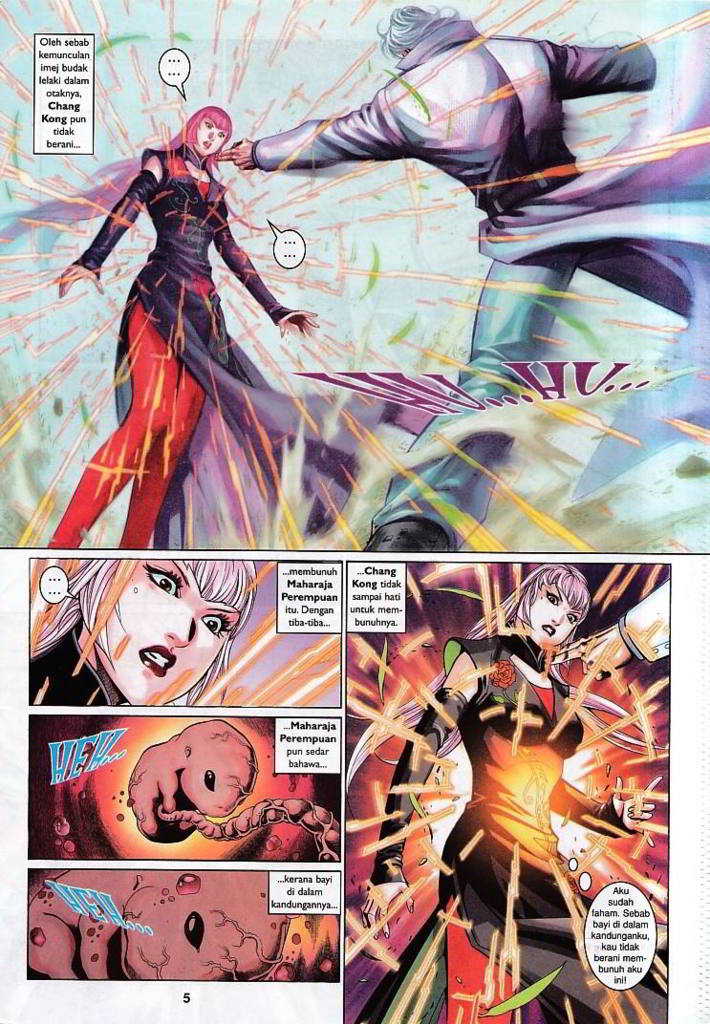 Oleh sebab
kemunculan
imej budak
lelaki dalam
otaknya,
Chang
Kong pun
tidak
berani...
...
...
...
...
HU...HU...
...
...
...membunuh
Maharaja
Perempuan
itu. Dengan
tiba-tiba...
...Maharaja
Perempuan
pun sedar
bahawa...
HEH...
...kerana bayi
di dalam
kandungannya...
HEH...
...Chang
Kong tidak
sampai hati
untuk mem-
bunuhnya.
Aku
sudah
faham. Sebab
bayi di dalam
kandunganku,
kau tidak
berani mem-
bunuh aku
ini!
5